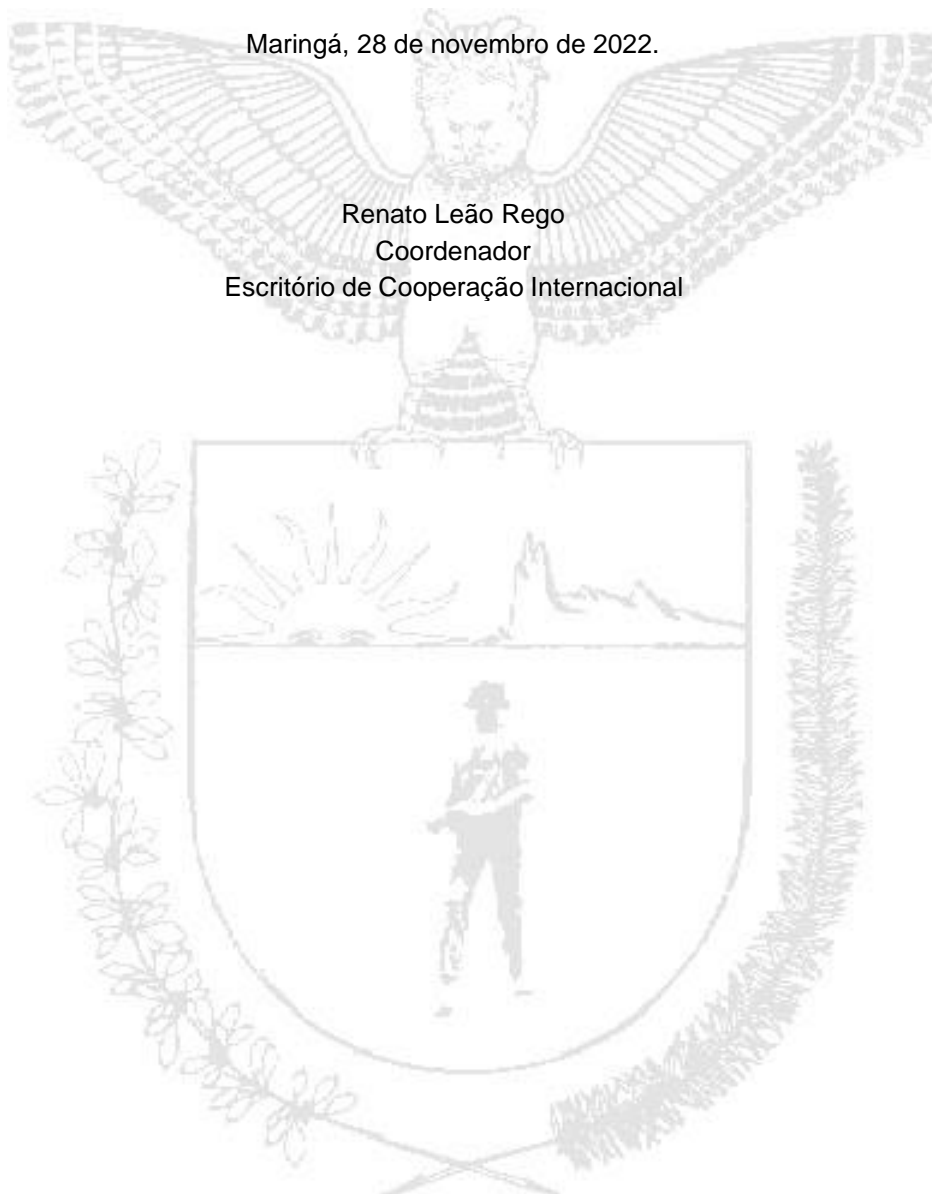 Maringá, 28 de novembro de 2022.
Renato Leão Rego
Coordenador
Escritório de Cooperação Internacional